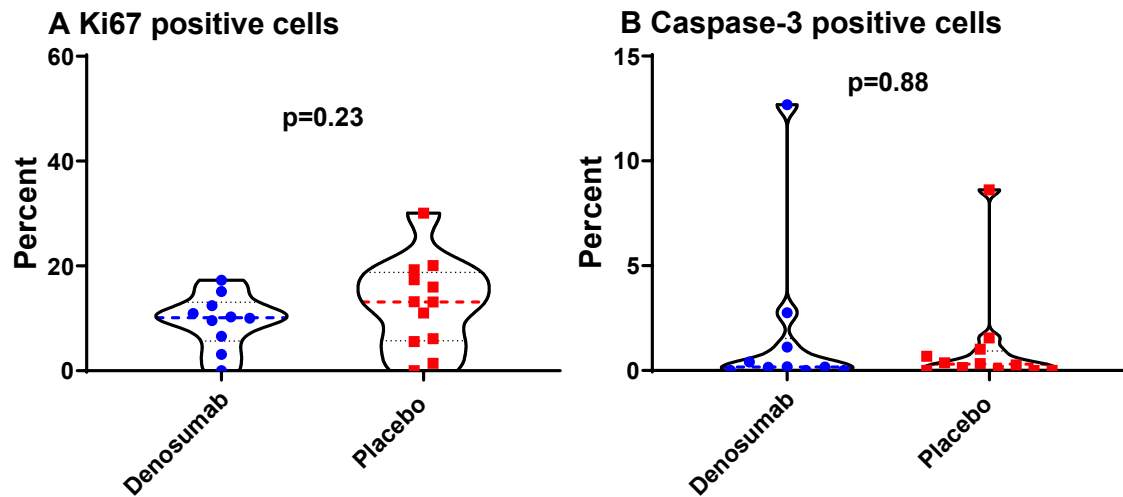 A Ki67 positive cells
60
40
20
0
Percent
p=0.23
Denosumab
Placebo
B Caspase-3 positive cells
15
10
5
0
Percent
p=0.88
Denosumab
Placebo